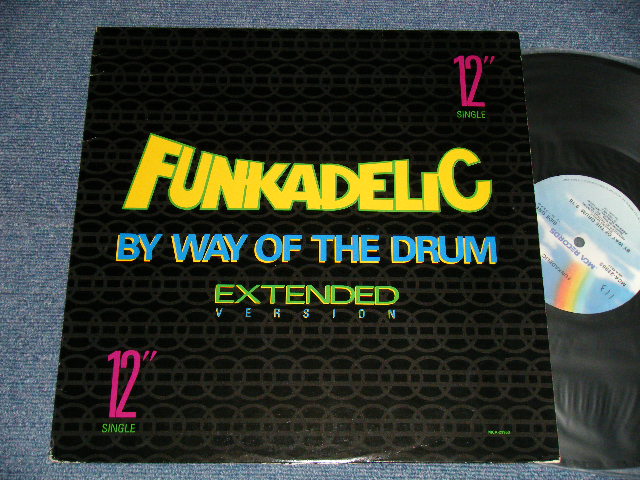 12"
SINGLE
FUNKADELIC
BY WAY OF THE DRUM
EXTENDED
VERSION
12"
SINGLE
MCA RECORDS